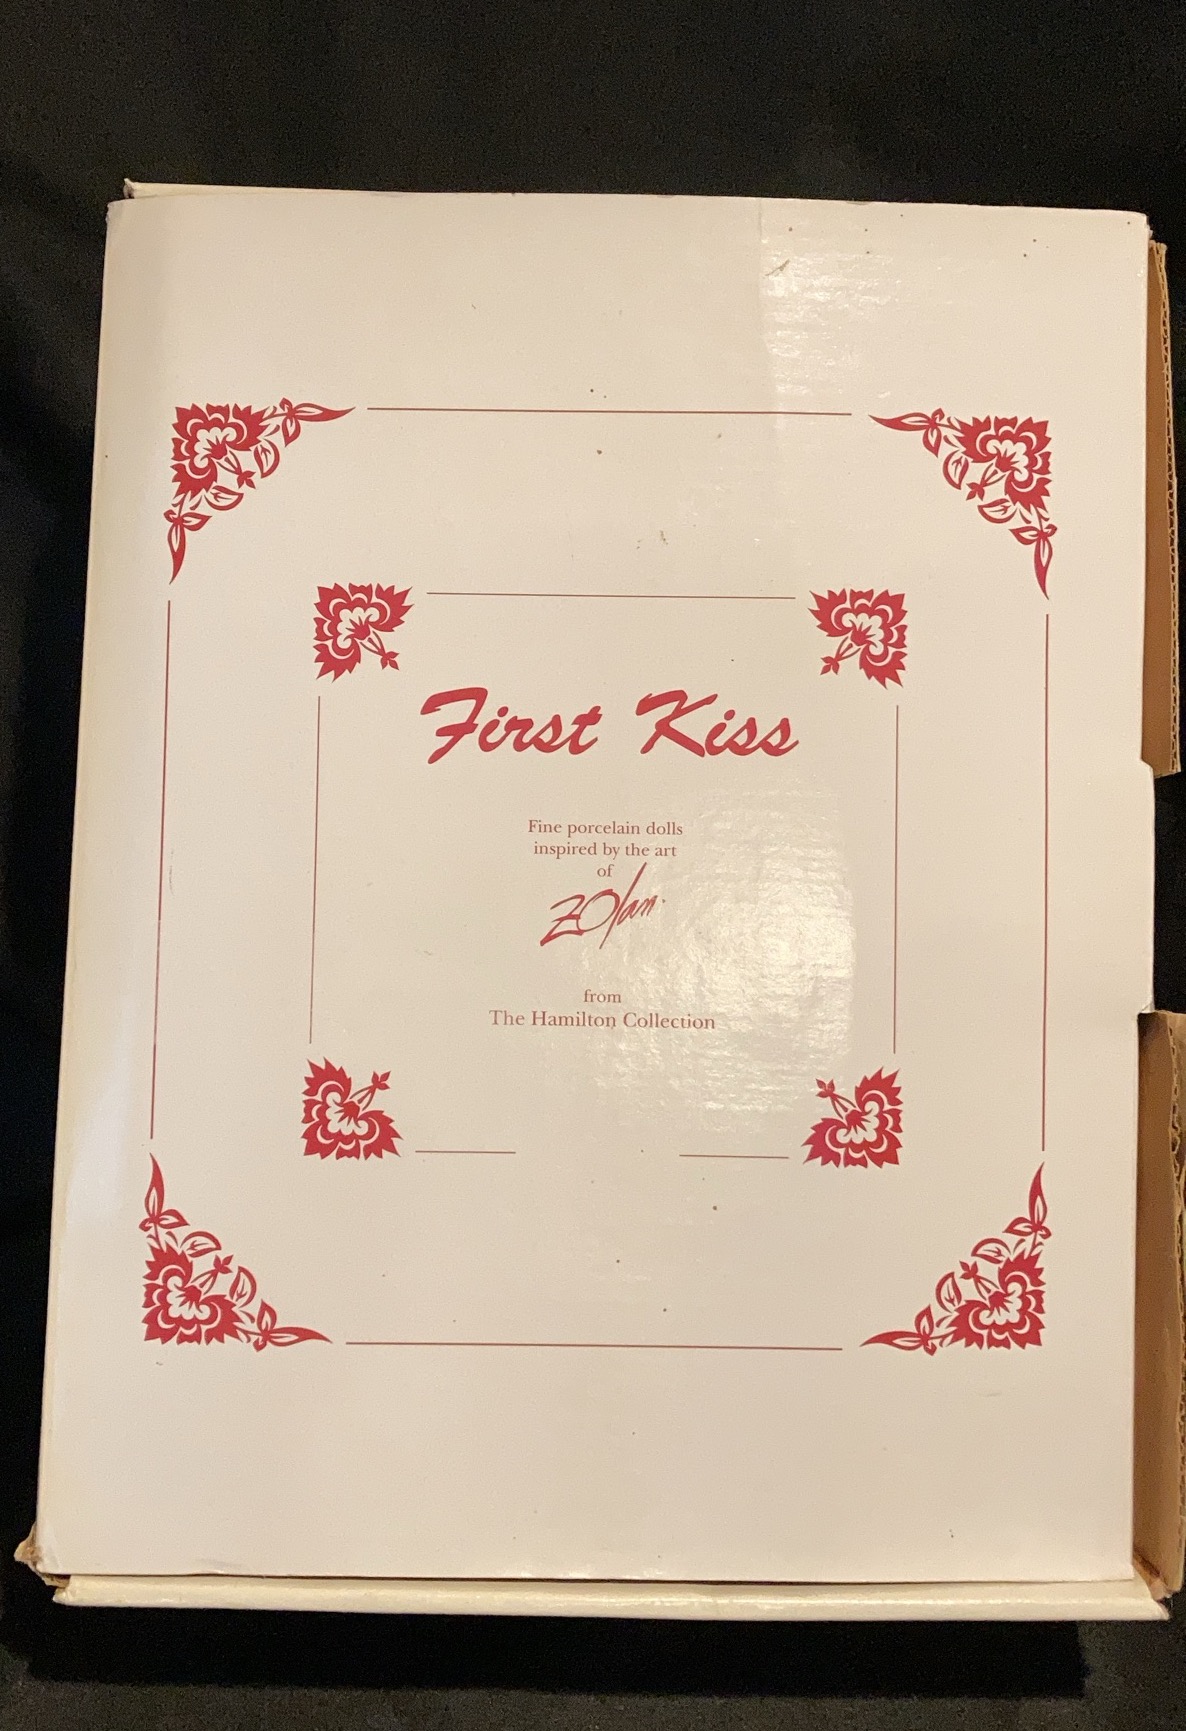 First Kiss
Fine porcelain dolls
inspired by the art
of
Zolan.
from
The Hamilton Collection